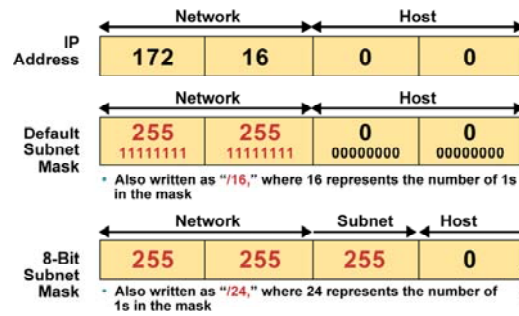 Network Host
IP
Address
172 16 0 0
Network Host
Default
Subnet
Mask
255 255 0 0
11111111 11111111 00000000 00000000
- Also written as “/16,” where 16 represents the number of 1s
in the mask
Network Subnet Host
8-Bit
Subnet
Mask
255 255 255 0
- Also written as “/24,” where 24 represents the number of
1s in the mask